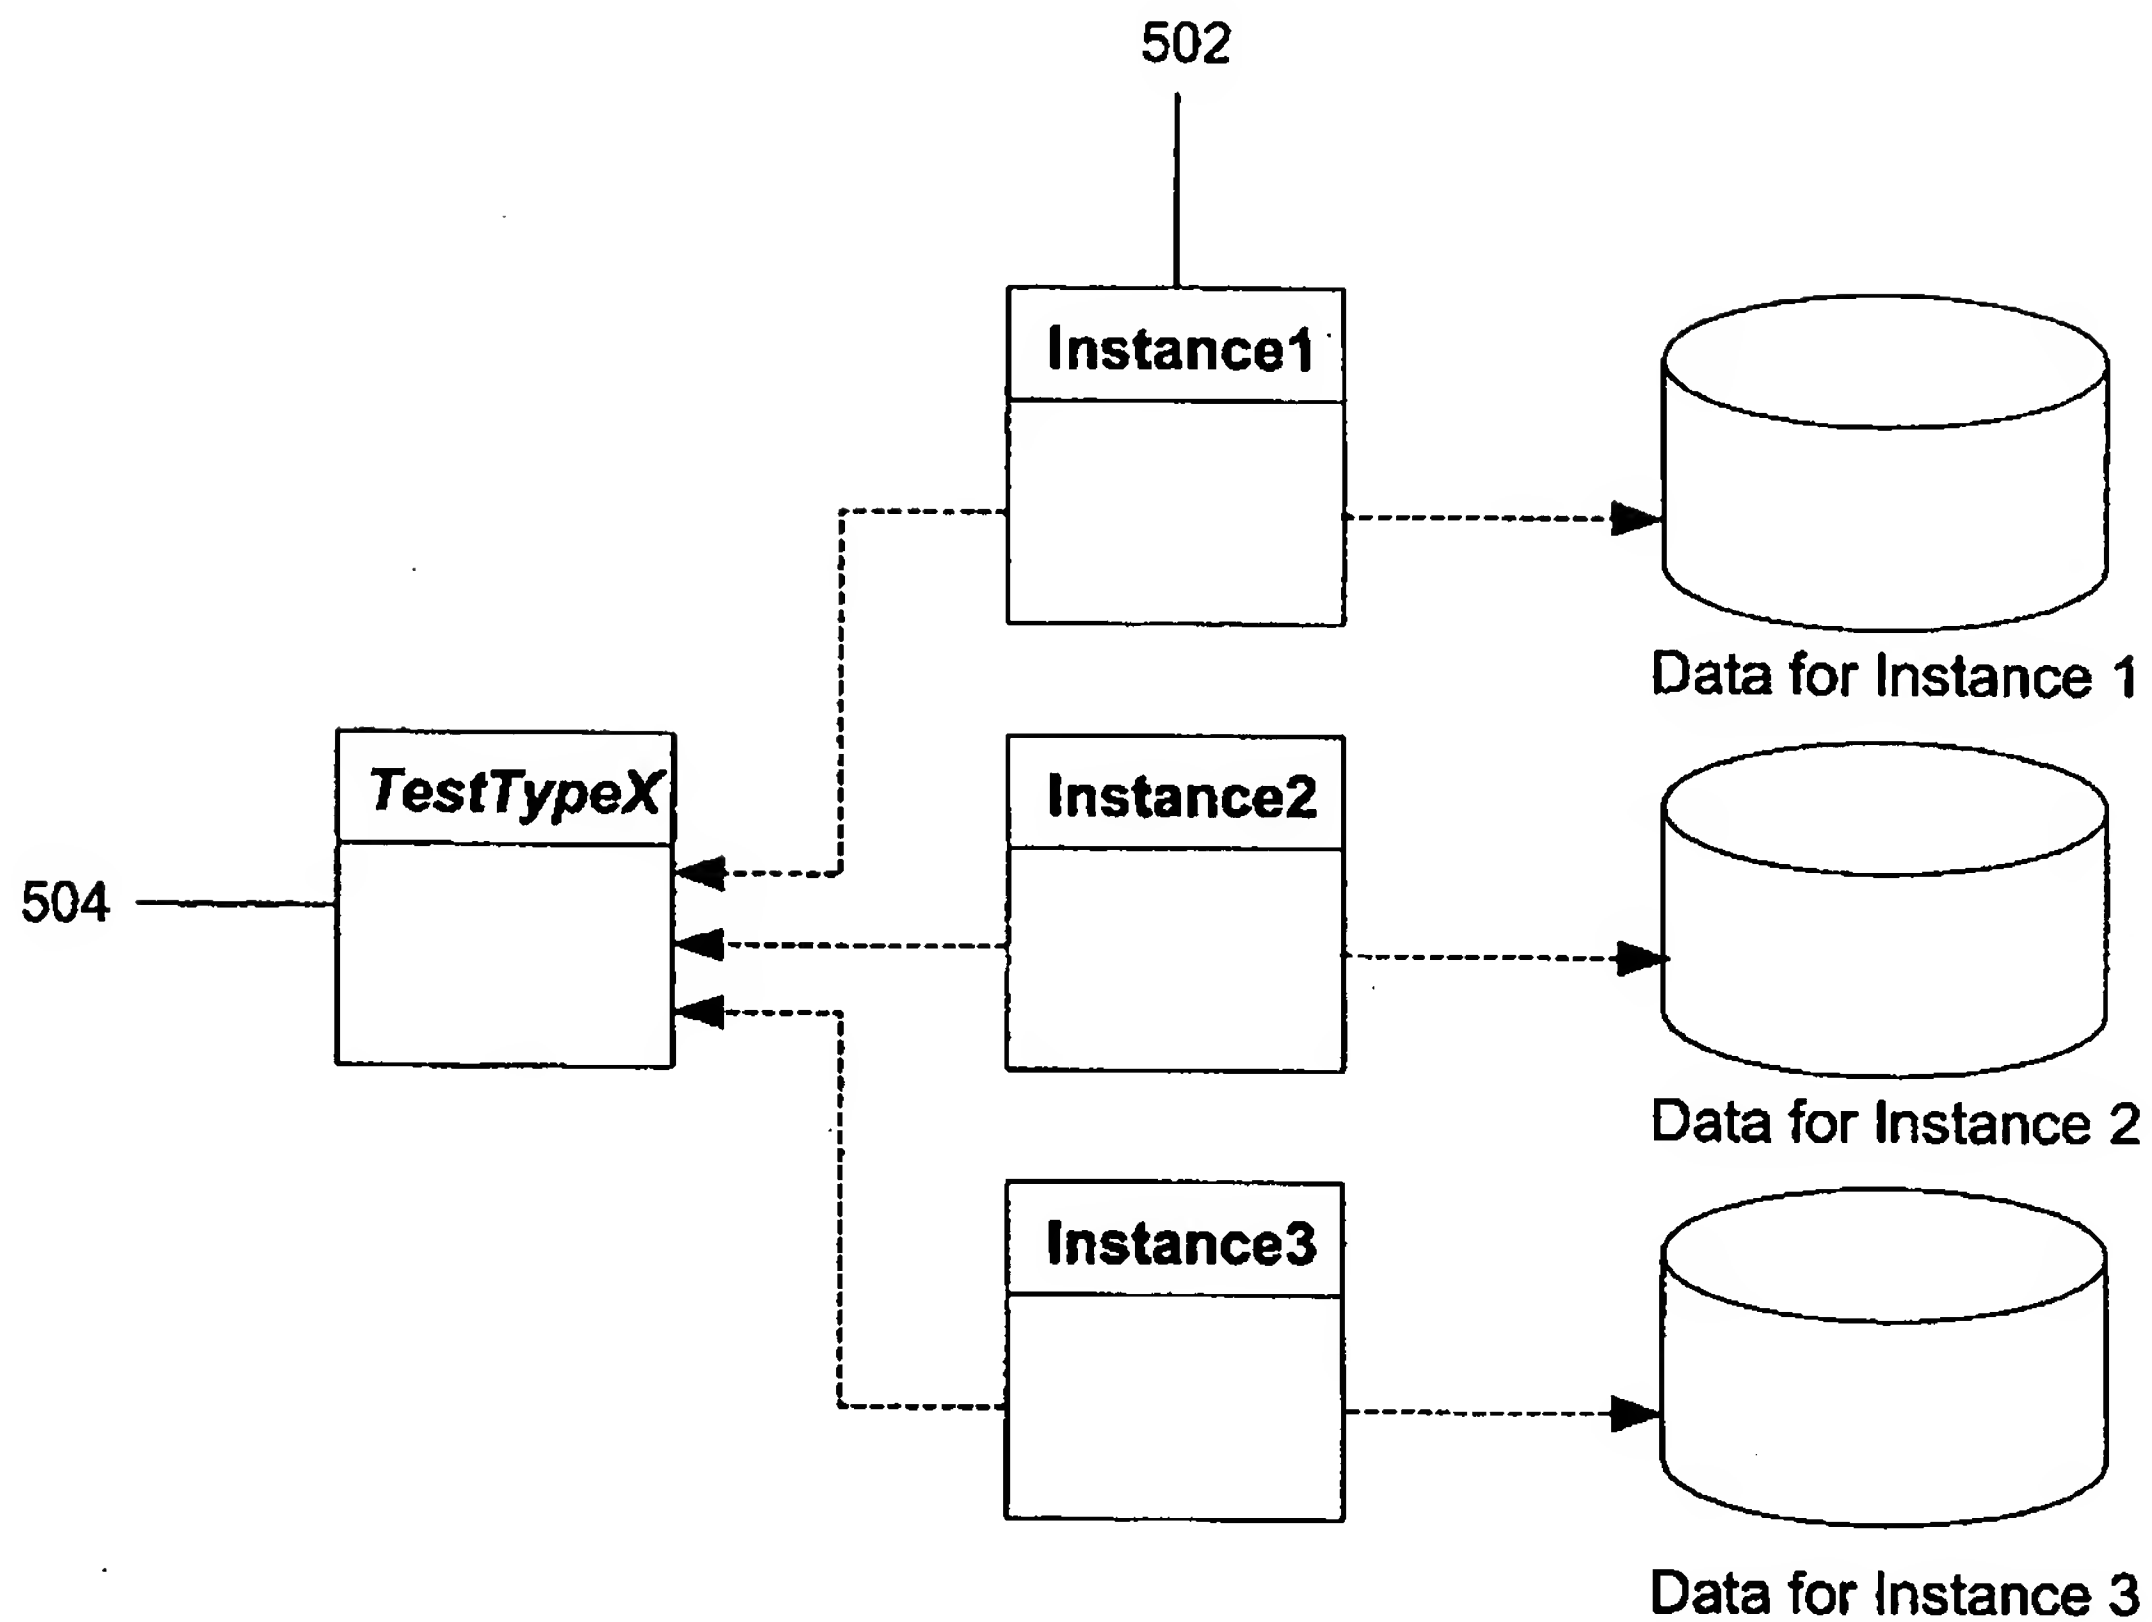 502
Instance1
Data for Instance 1
TestTypeX
Instance2
504
Data for Instance 2
Instance3
Data for Instance 3